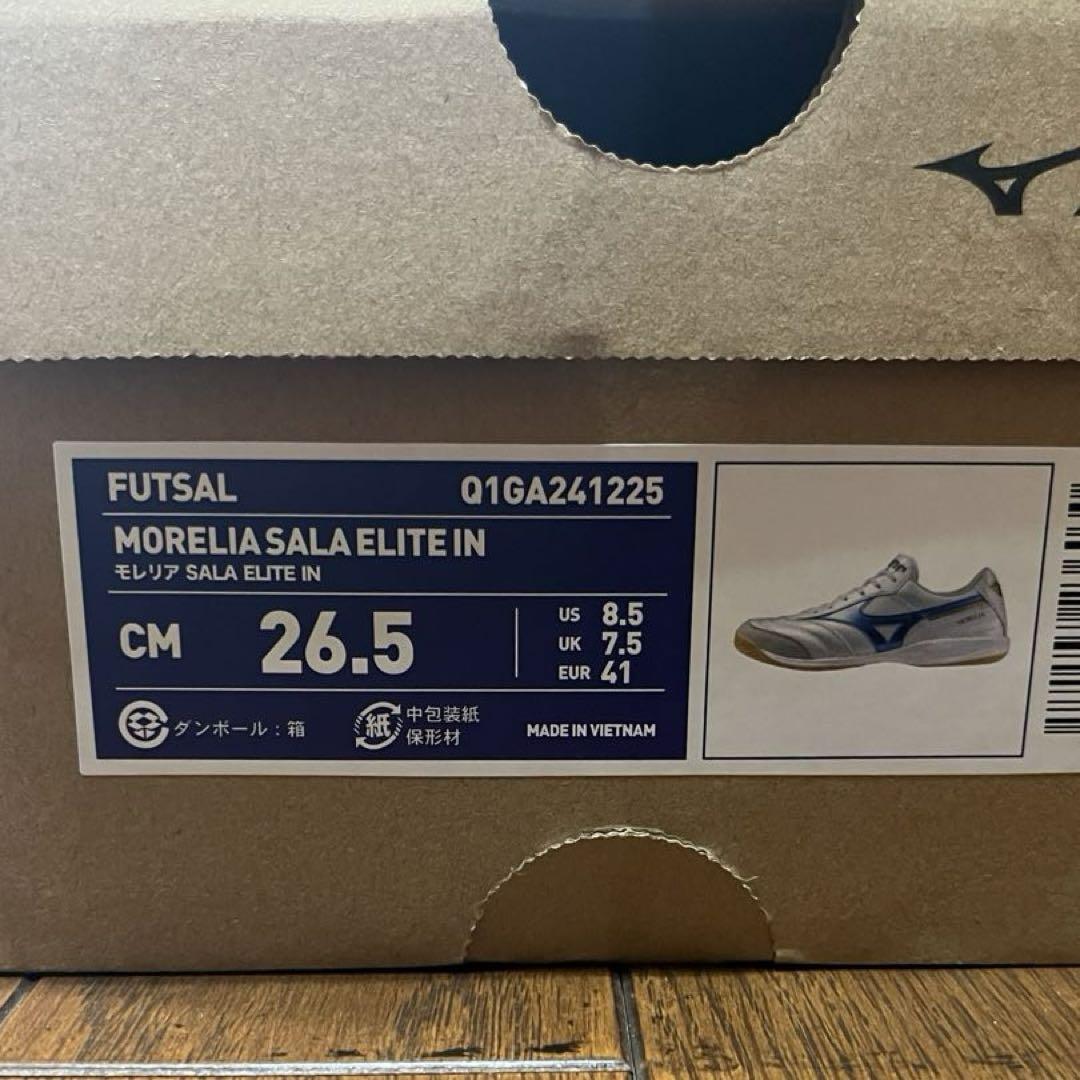 FUTSAL Q1GA241225
MORELIA SALA ELITE IN
モレリア SALA ELITE IN
CM 26.5
US 8.5
UK 7.5
EUR 41
ダンボール：箱
紙 中包装紙
保形材
MADE IN VIETNAM